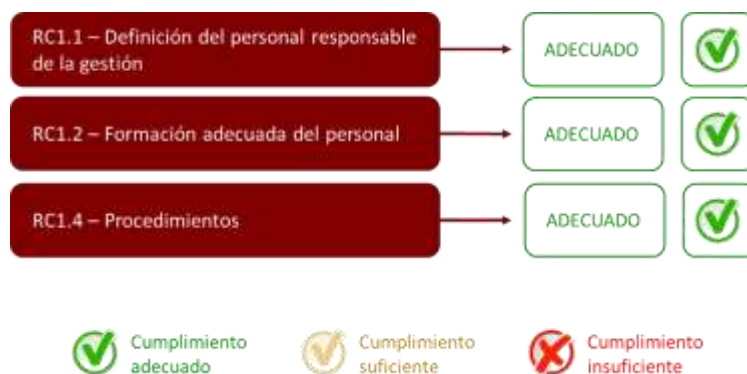 RC1.1 – Definición del personal responsable
de la gestión
ADECUADO
RC1.2 – Formación adecuada del personal
ADECUADO
RC1.4 – Procedimientos
ADECUADO
Cumplimiento
adecuado
Cumplimiento
suficiente
Cumplimiento
insuficiente